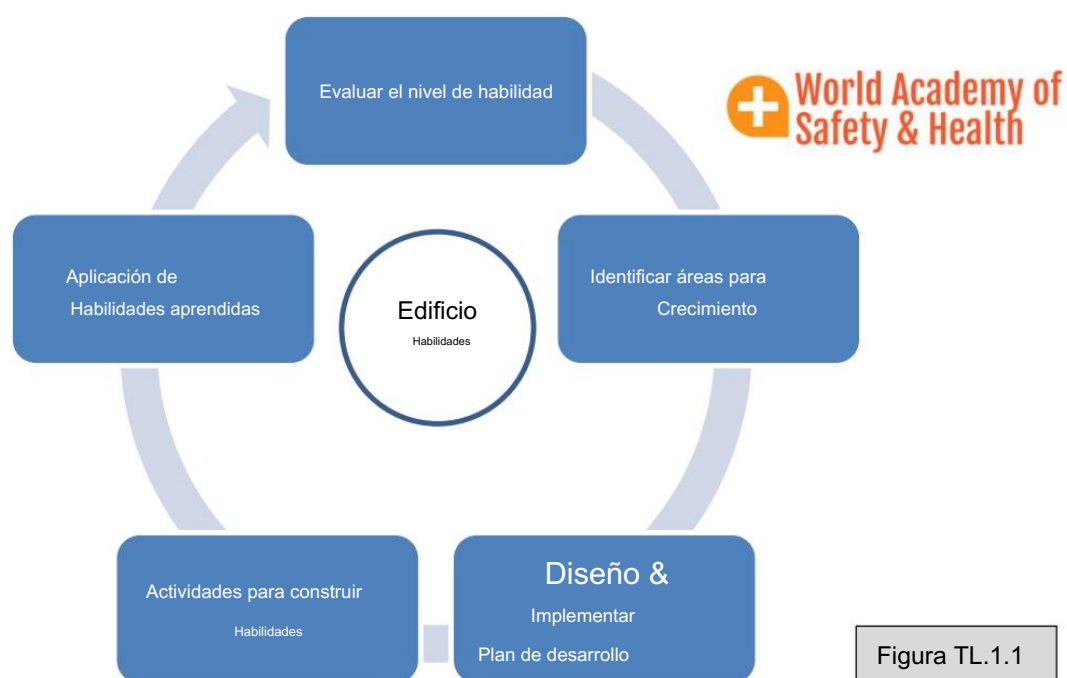 Evaluar el nivel de habilidad
World Academy of
Safety & Health
Identificar áreas para
Crecimiento
Diseño &
Implementar
Plan de desarrollo
Actividades para construir
Habilidades
Aplicación de
Habilidades aprendidas
Edificio
Habilidades
Figura TL.1.1